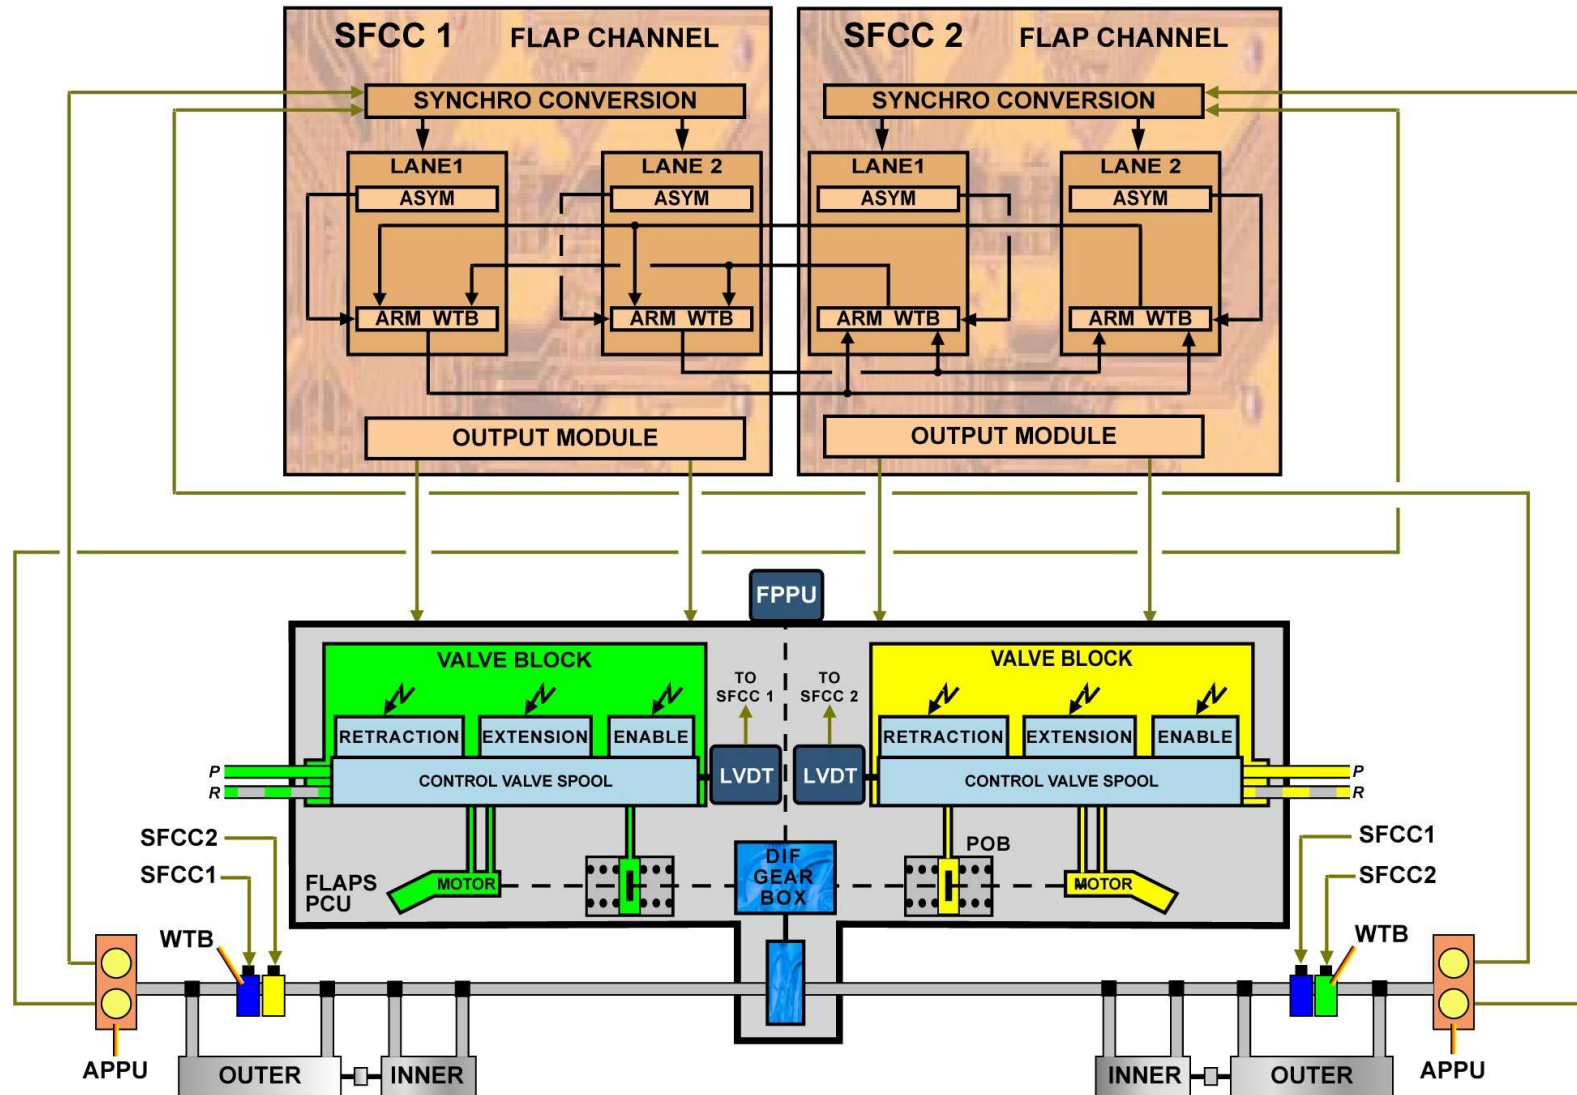 SFCC 1 FLAP CHANNEL
SFCC 2 FLAP CHANNEL
SYNCHRO CONVERSION
SYNCHRO CONVERSION
LANE1
LANE 2
LANE1
LANE 2
ASYM
ASYM
ASYM
ASYM
ARM WTB
ARM WTB
ARM WTB
ARM WTB
OUTPUT MODULE
OUTPUT MODULE
FPPU
VALVE BLOCK
VALVE BLOCK
TO
SFCC 1
TO
SFCC 2
RETRACTION
EXTENSION
ENABLE
RETRACTION
EXTENSION
ENABLE
P
R
CONTROL VALVE SPOOL
LVDT
LVDT
CONTROL VALVE SPOOL
P
R
SFCC2
SFCC1
FLAPS
PCU
MOTOR
DIF
GEAR
BOX
POB
MOTOR
SFCC1
SFCC2
WTB
WTB
APPU
OUTER
INNER
INNER
OUTER
APPU